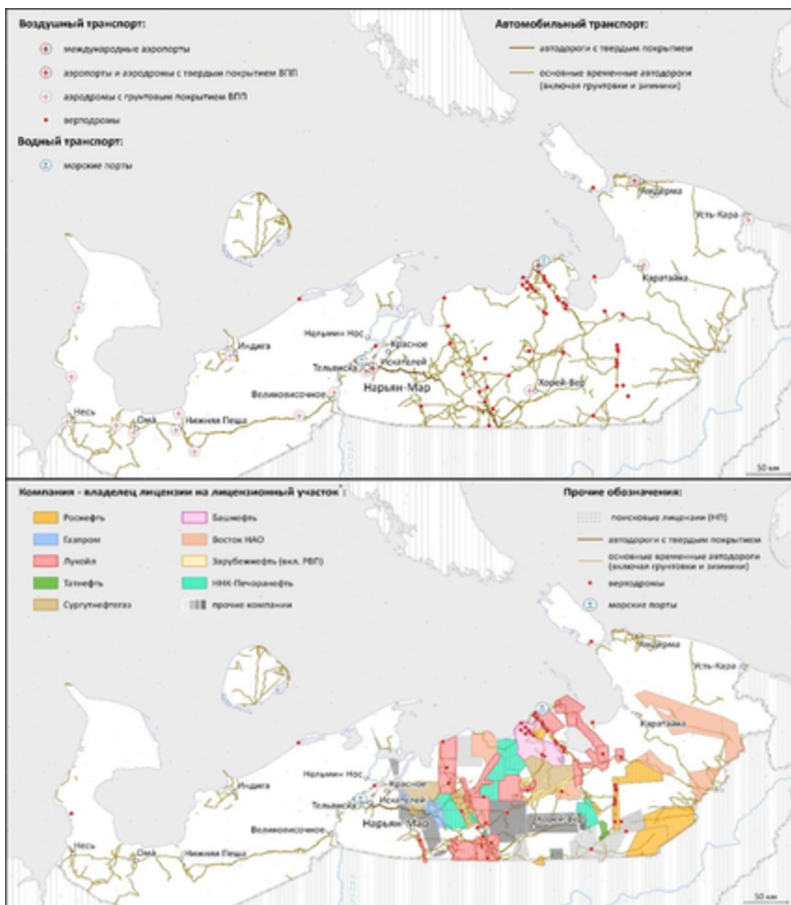 Воздушный транспорт:
международные аэропорты
аэропорты и аэродромы с твердым покрытием ВПП
аэродромы с грунтовым покрытием ВПП
вертодромы
Водный транспорт:
морские порты
Автомобильный транспорт:
автодороги с твердым покрытием
основные временные автодороги
(включая грунтовки и зимники)
Амдерма
Усть-Кара
Каратайка
Индига
Нельмин Нос
Красное
Искателей
Тельвиска
Нарьян-Мар
Хорей-Вер
Великовисочное
Несь
Ома
Нижняя Пеша
50 км
Компания - владелец лицензии на лицензионный участок*:
Роснефть
Газпром
Лукойл
Татнефть
Сургутнефтегаз
Башнефть
Восток НАО
Зарубежнефть (вкл. РВП)
ННК-Печоранефть
прочие компании
Прочие обозначения:
поисковые лицензии (НП)
автодороги с твердым покрытием
основные временные автодороги
(включая грунтовки и зимники)
вертодромы
морские порты
Амдерма
Усть-Кара
Каратайка
Индига
Нельмин Нос
Красное
Искателей
Тельвиска
Нарьян-Мар
Хорей-Вер
Великовисочное
Несь
Ома
Нижняя Пеша
50 км